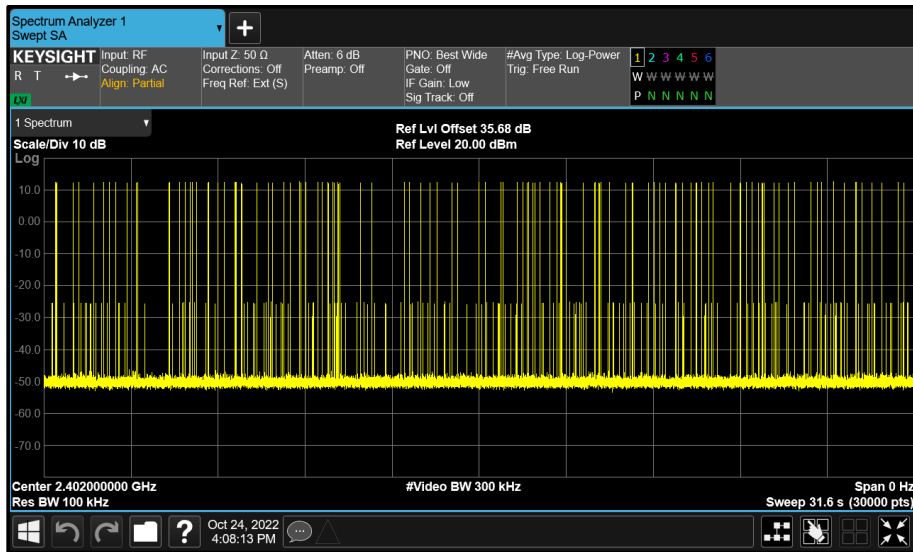 Spectrum Analyzer 1
Swept SA
KEYSIGHT
R T
LXI
Input: RF
Coupling: AC
Align: Partial
Input Z: 50 Ω
Corrections: Off
Freq Ref: Ext (S)
Atten: 6 dB
Preamp: Off
PNO: Best Wide
Gate: Off
IF Gain: Low
Sig Track: Off
#Avg Type: Log-Power
Trig: Free Run
1 2 3 4 5 6
W W W W W W
P N N N N N
1 Spectrum
Scale/Div 10 dB
Ref Lvl Offset 35.68 dB
Ref Level 20.00 dBm
Log
10.0
0.00
-10.0
-20.0
-30.0
-40.0
-50.0
-60.0
-70.0
Center 2.402000000 GHz
#Video BW 300 kHz
Span 0 Hz
Res BW 100 kHz
Sweep 31.6 s (30000 pts)
?
Oct 24, 2022
4:08:13 PM